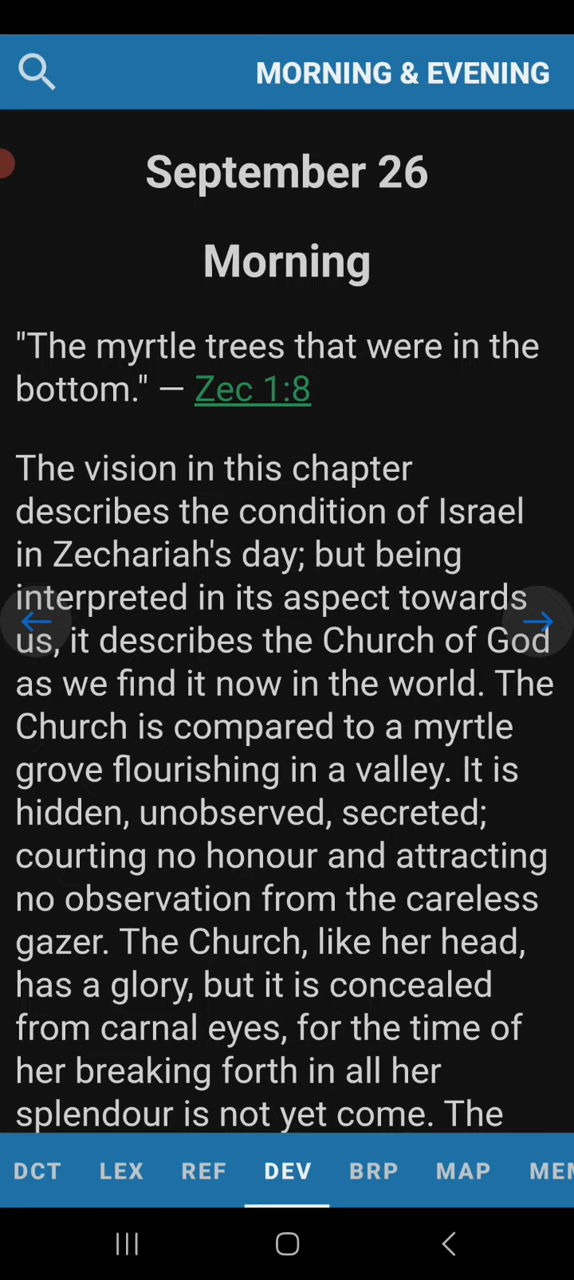 MORNING & EVENING
September 26
Morning
"The myrtle trees that were in the
bottom." — Zec 1:8
The vision in this chapter
describes the condition of Israel
in Zechariah's day; but being
interpreted in its aspect towards
us, it describes the Church of God
as we find it now in the world. The
Church is compared to a myrtle
grove flourishing in a valley. It is
hidden, unobserved, secreted;
courting no honour and attracting
no observation from the careless
gazer. The Church, like her head,
has a glory, but it is concealed
from carnal eyes, for the time of
her breaking forth in all her
splendour is not yet come. The
DCT LEX REF DEV BRP MAP MEM